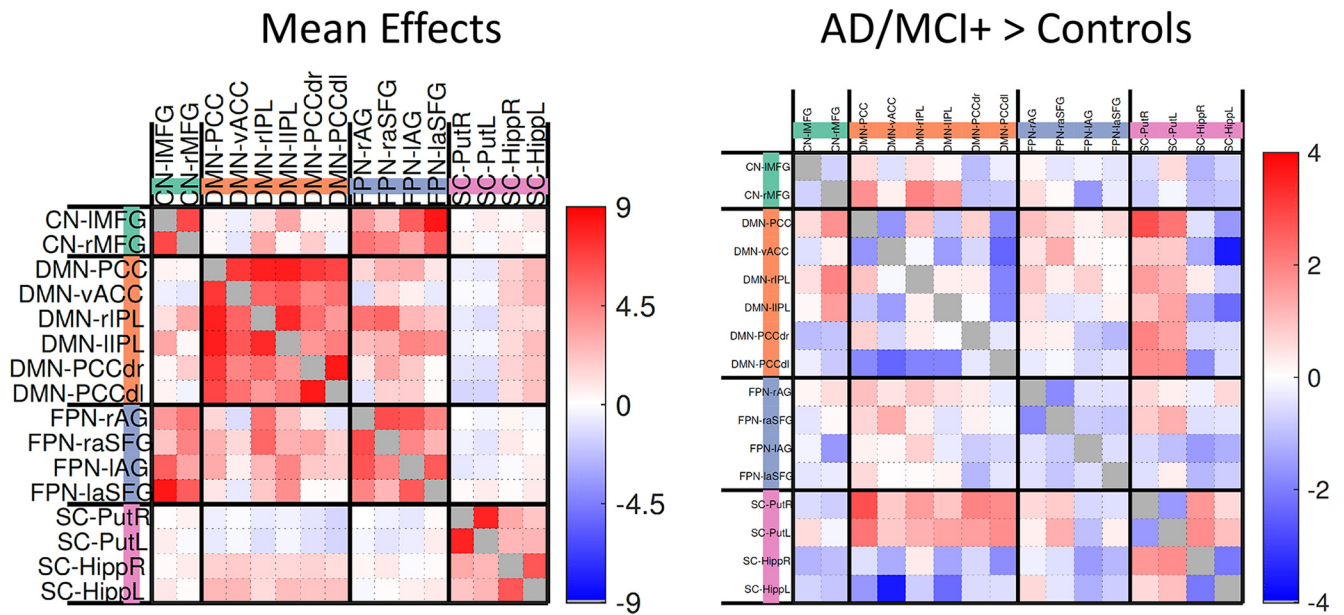 Mean Effects
CN-lMFG
CN-rMFG
DMN-PCC
DMN-vACC
DMN-rIPL
DMN-lIPL
DMN-PCCdr
DMN-PCCdl
FPN-rAG
FPN-raSFG
FPN-lAG
FPN-laSFG
SC-PutR
SC-PutL
SC-HippR
SC-HippL
CN-lMFG
CN-rMFG
DMN-PCC
DMN-vACC
DMN-rIPL
DMN-lIPL
DMN-PCCdr
DMN-PCCdl
FPN-rAG
FPN-raSFG
FPN-lAG
FPN-laSFG
SC-PutR
SC-PutL
SC-HippR
SC-HippL
9
4.5
0
-4.5
-9
AD/MCI+ > Controls
CN-lMFG
CN-rMFG
DMN-PCC
DMN-vACC
DMN-rIPL
DMN-lIPL
DMN-PCCdr
DMN-PCCdl
FPN-rAG
FPN-raSFG
FPN-lAG
FPN-laSFG
SC-PutR
SC-PutL
SC-HippR
SC-HippL
CN-lMFG
CN-rMFG
DMN-PCC
DMN-vACC
DMN-rIPL
DMN-lIPL
DMN-PCCdr
DMN-PCCdl
FPN-rAG
FPN-raSFG
FPN-lAG
FPN-laSFG
SC-PutR
SC-PutL
SC-HippR
SC-HippL
4
2
0
-2
-4